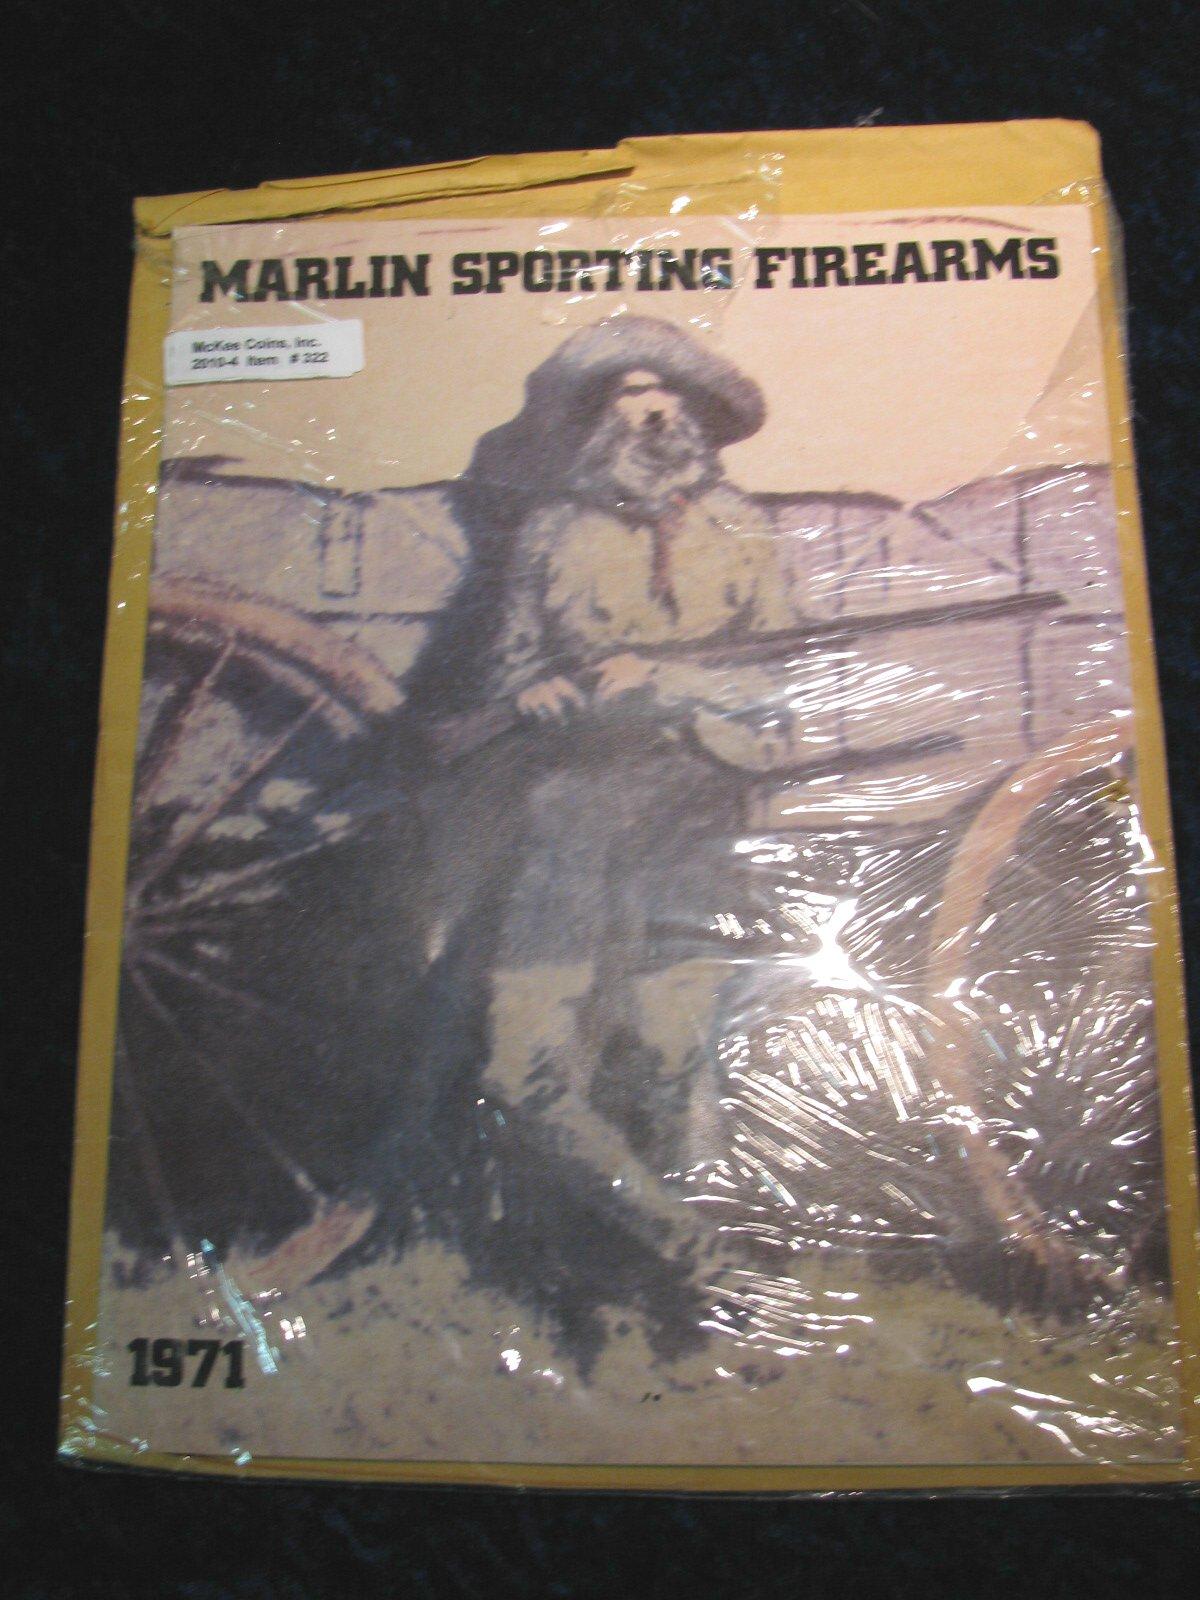 MARLIN SPORTING FIREARMS
McKee Coins, Inc.
2010-4 Item # 322
1971